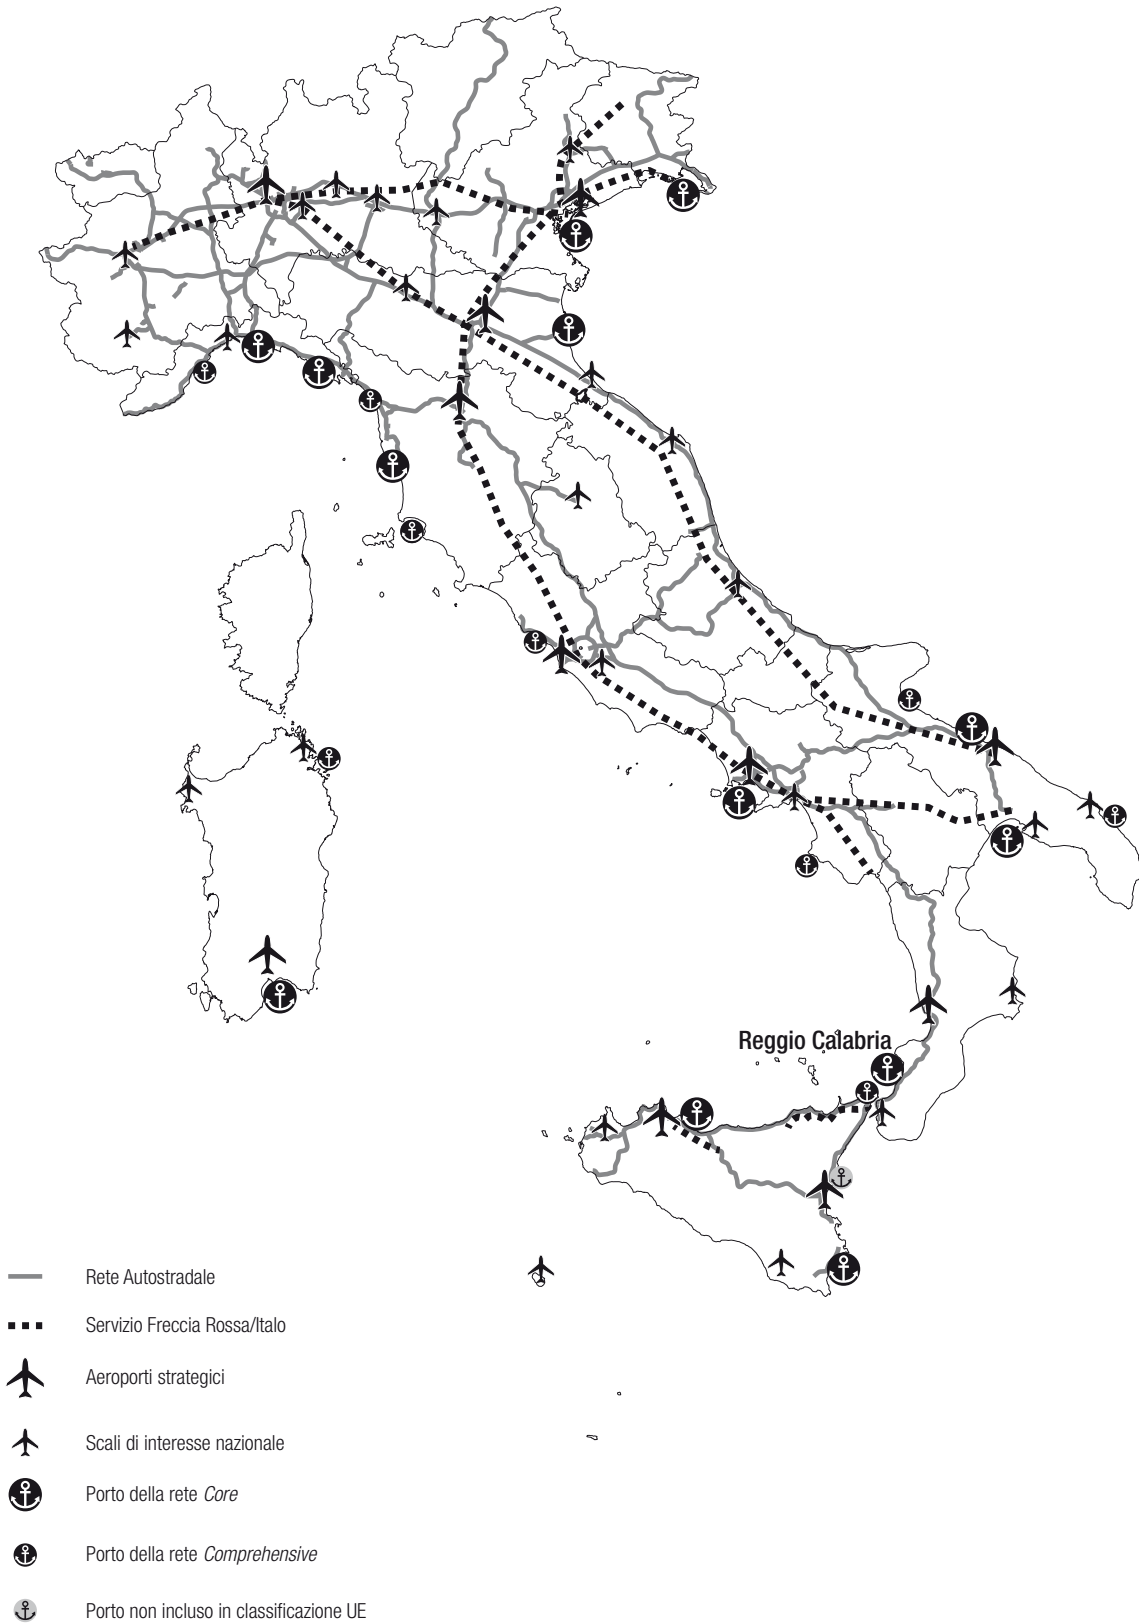 Reggio Calabria
Rete Autostradale
Servizio Freccia Rossa/Italo
Aeroporti strategici
Scali di interesse nazionale
Porto della rete Core
Porto della rete Comprehensive
Porto non incluso in classificazione UE